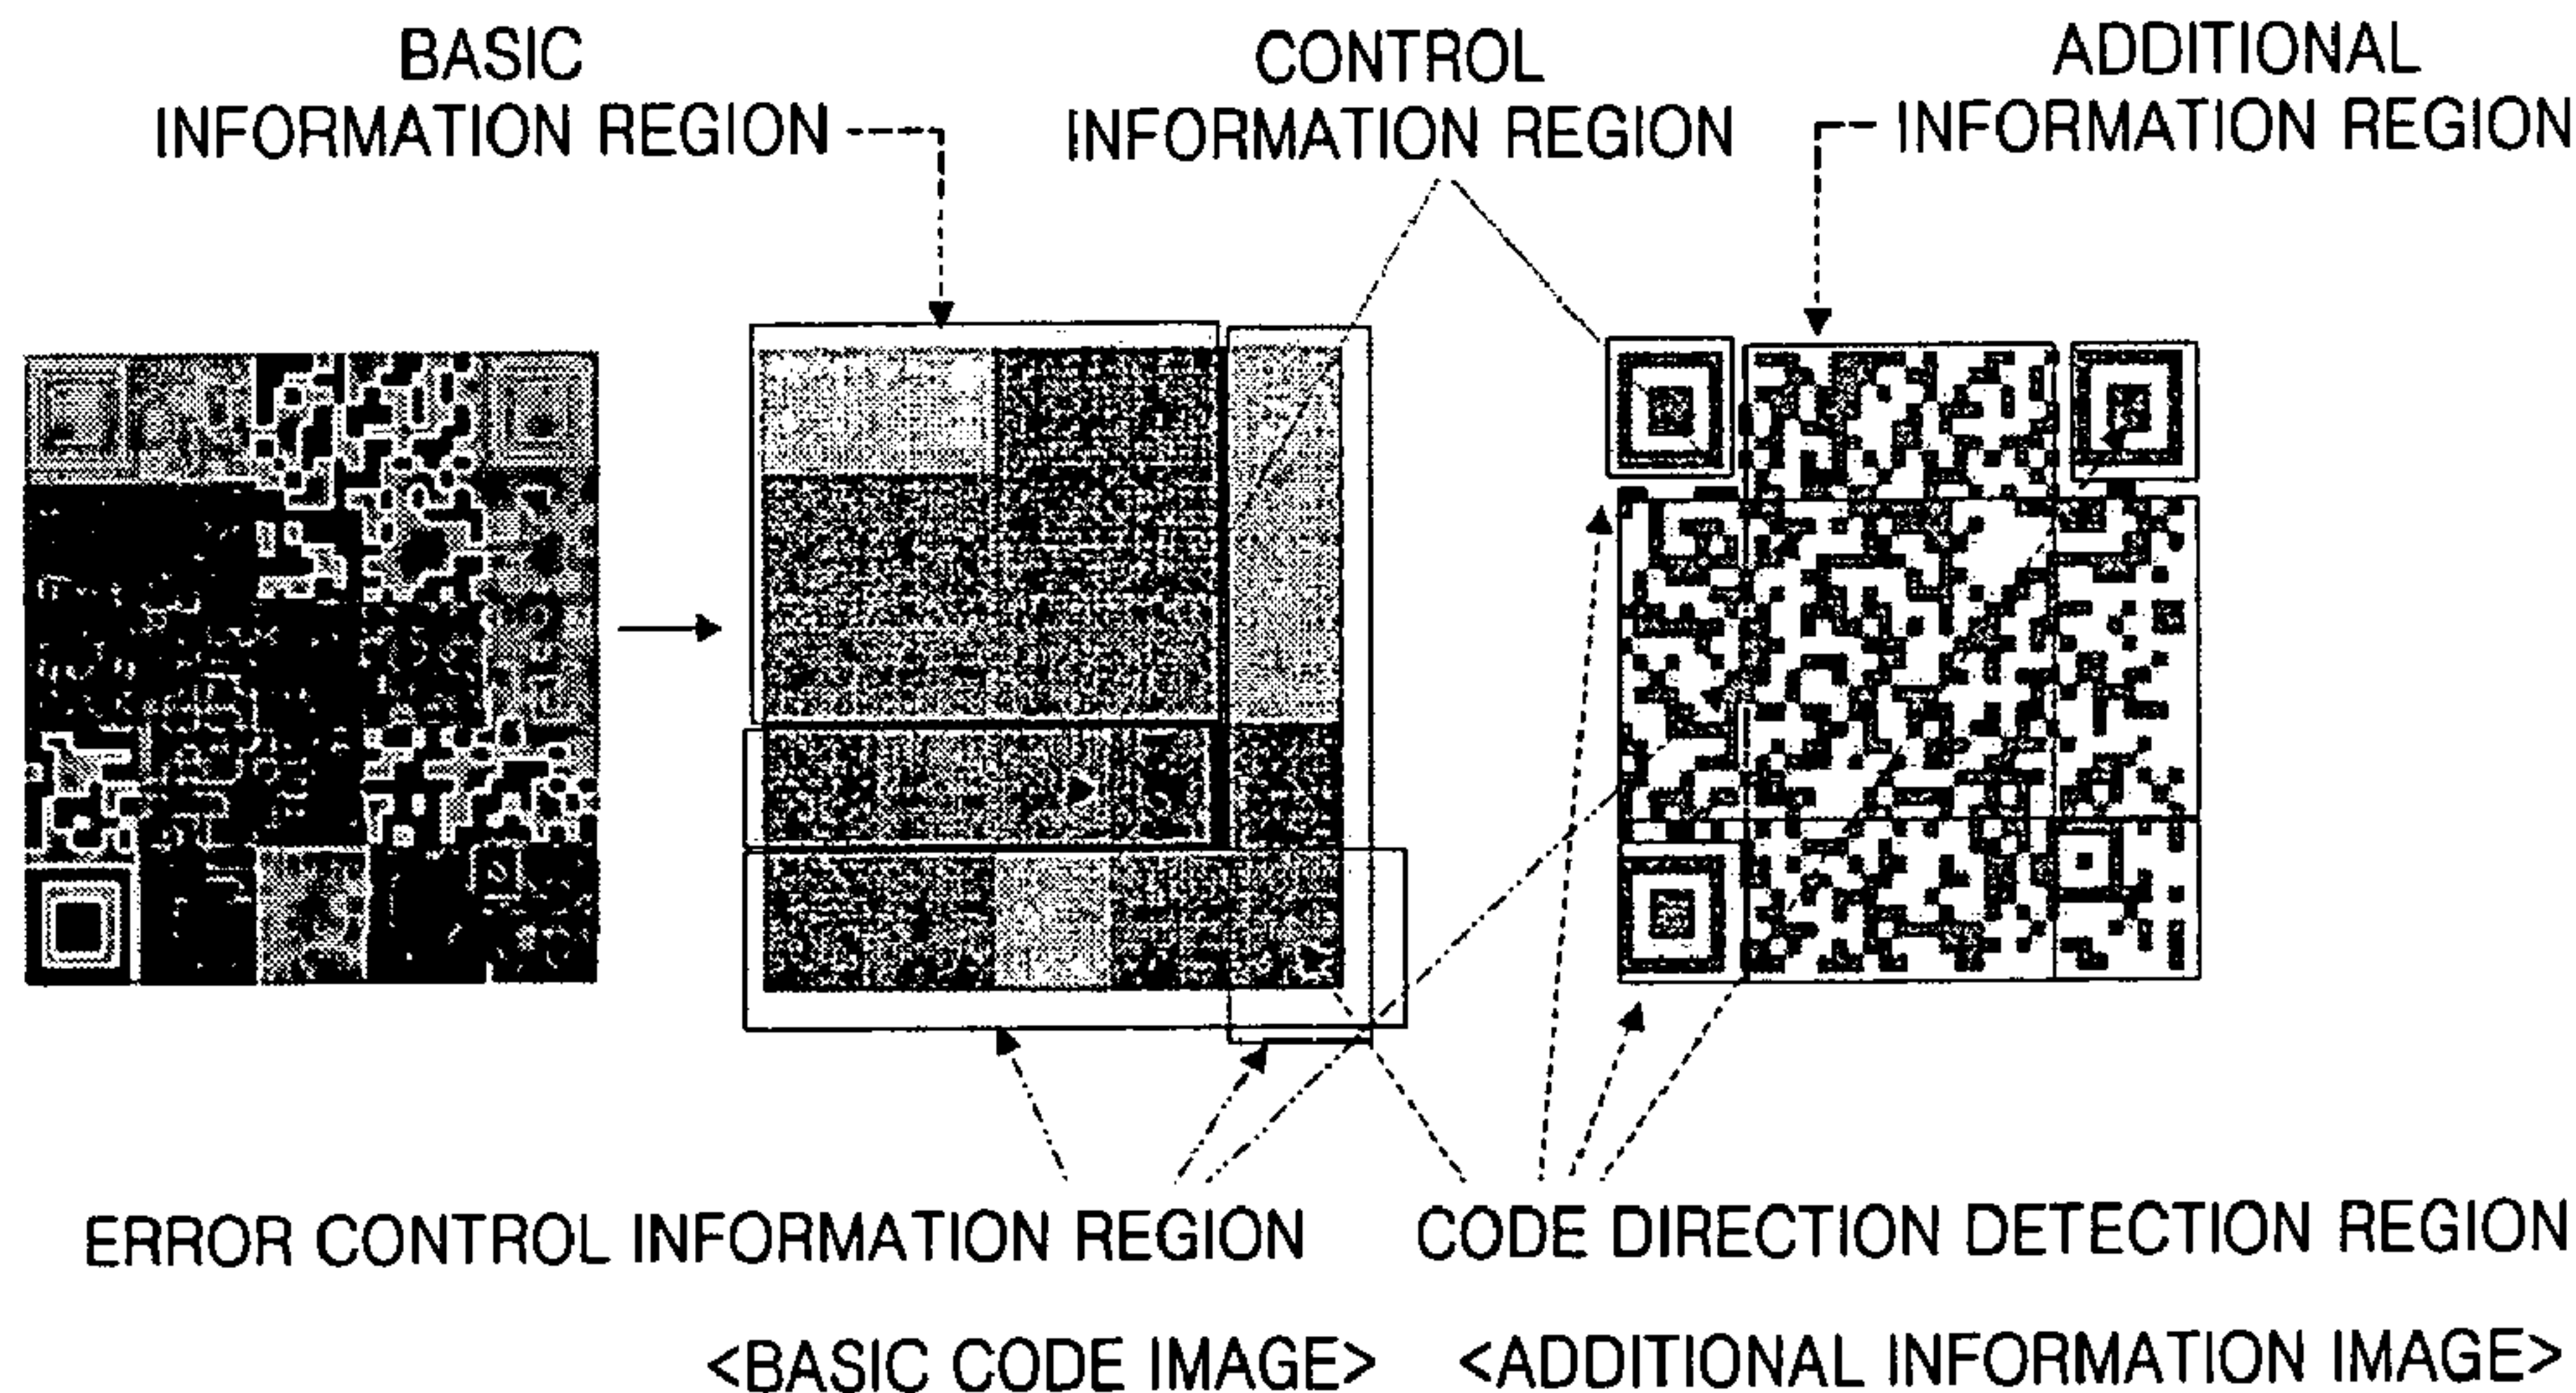 BASIC
INFORMATION REGION
CONTROL
INFORMATION REGION
ADDITIONAL
INFORMATION REGION
ERROR CONTROL INFORMATION REGION
CODE DIRECTION DETECTION REGION
<BASIC CODE IMAGE>
<ADDITIONAL INFORMATION IMAGE>